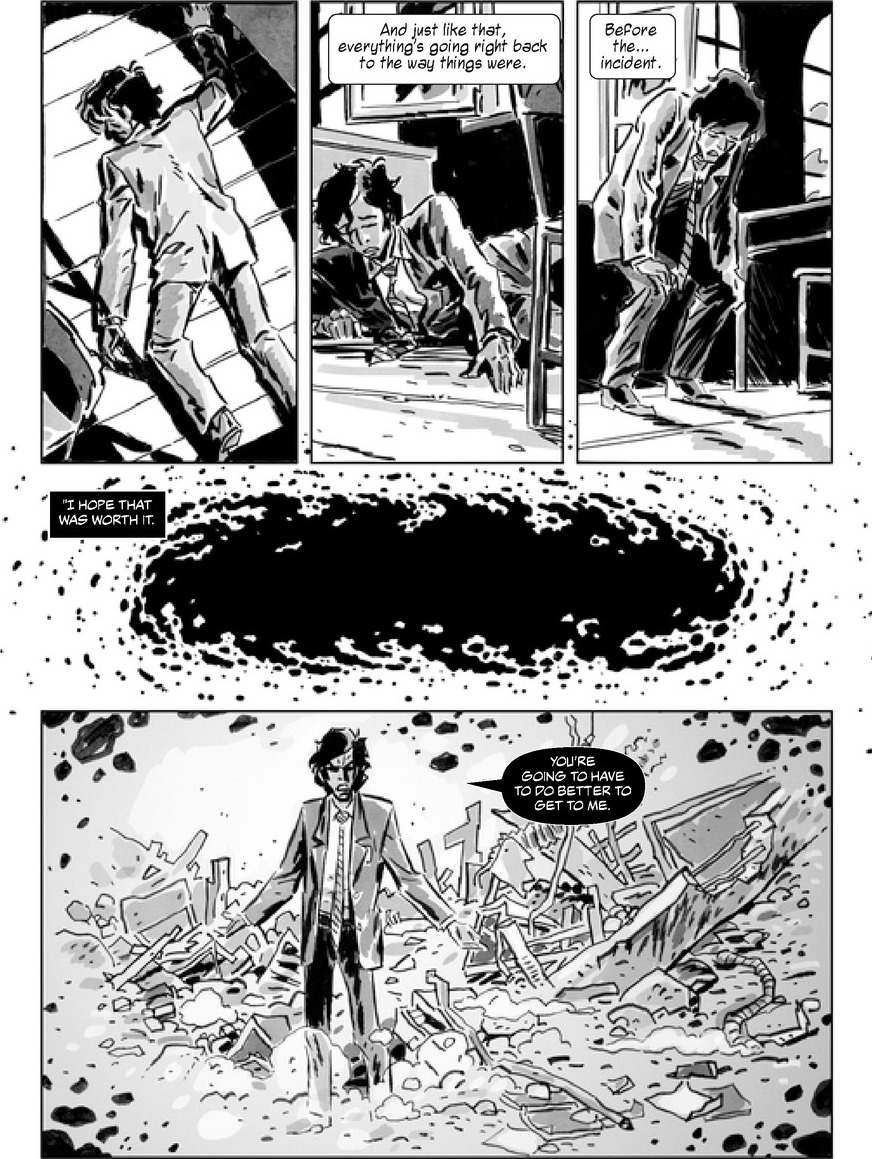 And just like that,
everything's going right back
to the way things were.
Before
the...
incident.
"I HOPE THAT
WAS WORTH IT.
YOU'RE
GOING TO HAVE
TO DO BETTER TO
GET TO ME.